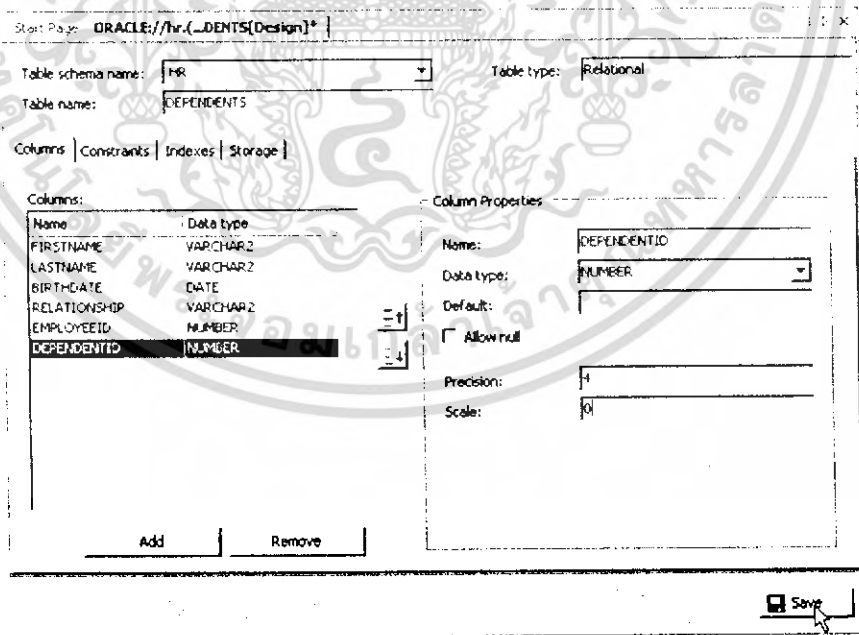 Start Page ORACLE://hr.(...DENTS[Design]*
Table schema name: HR Table type: Relational
Table name: DEPENDENTS
Columns Constraints Indexes Storage
Columns:
Name Data type
FIRSTNAME VARCHAR2
LASTNAME VARCHAR2
BIRTHDATE DATE
RELATIONSHIP VARCHAR2
EMPLOYEEID NUMBER
DEPENDENTID NUMBER
Add Remove
Column Properties
Name: DEPENDENTID
Data type: NUMBER
Default:
Allow null
Precision: 4
Scale: 0
Save